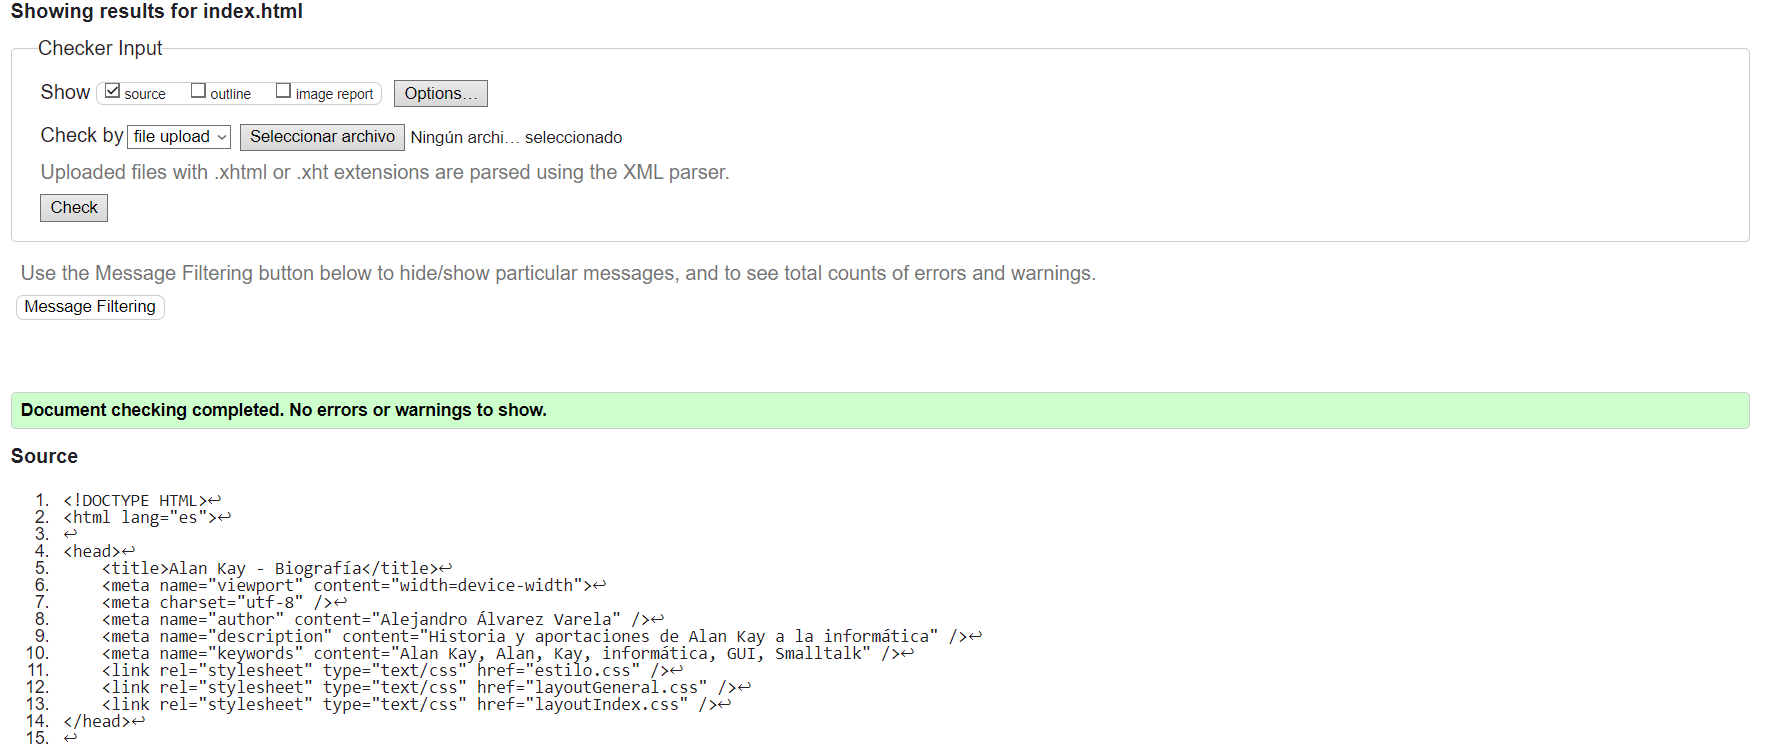 Showing results for index.html
Checker Input
Show source outline image report Options...
Check by file upload Seleccionar archivo Ningún archi... seleccionado
Uploaded files with .xhtml or .xht extensions are parsed using the XML parser.
Check
Use the Message Filtering button below to hide/show particular messages, and to see total counts of errors and warnings.
Message Filtering
Document checking completed. No errors or warnings to show.
Source
1. <!DOCTYPE HTML>↩
2. <html lang="es">↩
3. ↩
4. <head>↩
5.     <title>Alan Kay - Biografía</title>↩
6.     <meta name="viewport" content="width=device-width">↩
7.     <meta charset="utf-8" />↩
8.     <meta name="author" content="Alejandro Álvarez Varela" />↩
9.     <meta name="description" content="Historia y aportaciones de Alan Kay a la informática" />↩
10.     <meta name="keywords" content="Alan Kay, Alan, Kay, informática, GUI, Smalltalk" />↩
11.     <link rel="stylesheet" type="text/css" href="estilo.css" />↩
12.     <link rel="stylesheet" type="text/css" href="layoutGeneral.css" />↩
13.     <link rel="stylesheet" type="text/css" href="layoutIndex.css" />↩
14. </head>↩
15. ↩